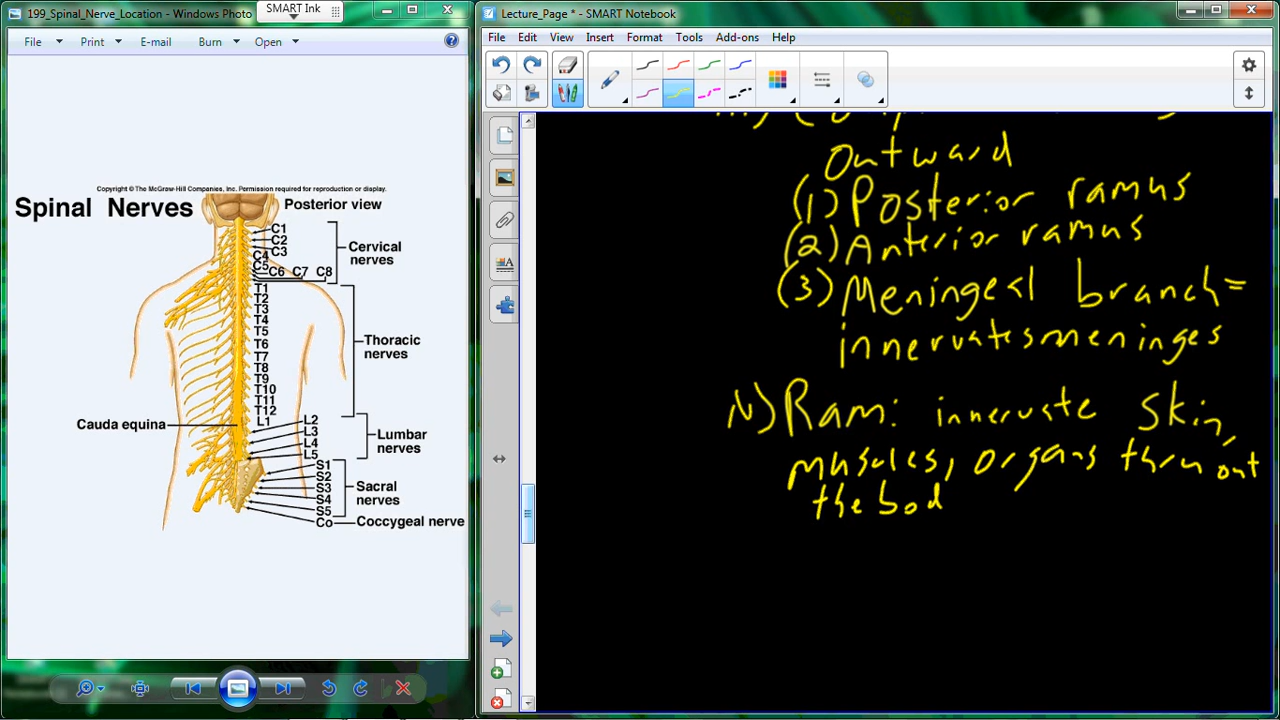 199_Spinal_Nerve_Location - Windows Photo
SMART Ink
File Print E-mail Burn Open
Copyright © The McGraw-Hill Companies, Inc. Permission required for reproduction or display.
Spinal Nerves
Posterior view
C1
C2
C3
C4
C5
C6 C7 C8
Cervical
nerves
T1
T2
T3
T4
T5
T6
T7
T8
T9
T10
T11
T12
Thoracic
nerves
L1
L2
L3
L4
L5
Lumbar
nerves
Cauda equina
S1
S2
S3
S4
S5
Sacral
nerves
Co
Coccygeal nerve
Lecture_Page * - SMART Notebook
File Edit View Insert Format Tools Add-ons Help
Outward
(1) Posterior ramus
(2) Anterior ramus
(3) Meningeal branch=
innervates meninges
Rami: innervate skin,
muscles, organs thru out
the bod